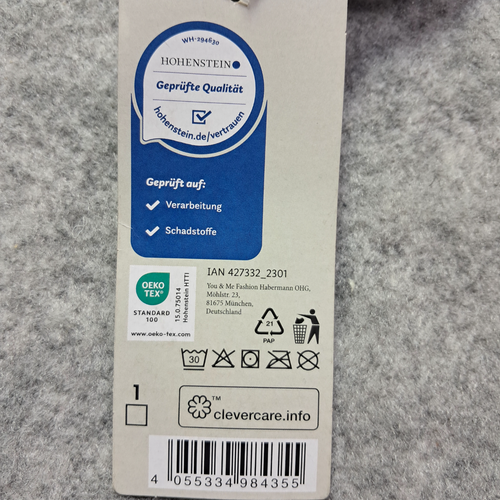 WH-294630
HOHENSTEIN
Geprüfte Qualität
hohenstein.de/vertrauen
Geprüft auf:
Verarbeitung
Schadstoffe
OEKO
TEX®
STANDARD
100
15.0.75014
Hohenstein HTTI
www.oeko-tex.com
IAN 427332_2301
You & Me Fashion Habermann OHG,
Möhlstr. 23,
81675 München,
Deutschland
21
PAP
30
1
clevercare.info
TM
4 055334 984355